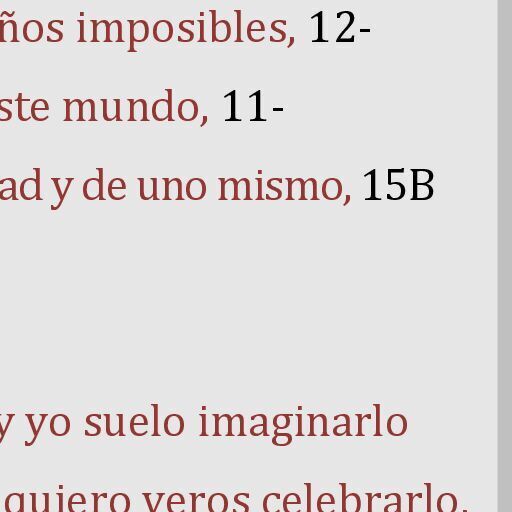 ños imposibles, 12-
ste mundo, 11-
ad y de uno mismo, 15B
y yo suelo imaginarlo
quiero veros celebrarlo.